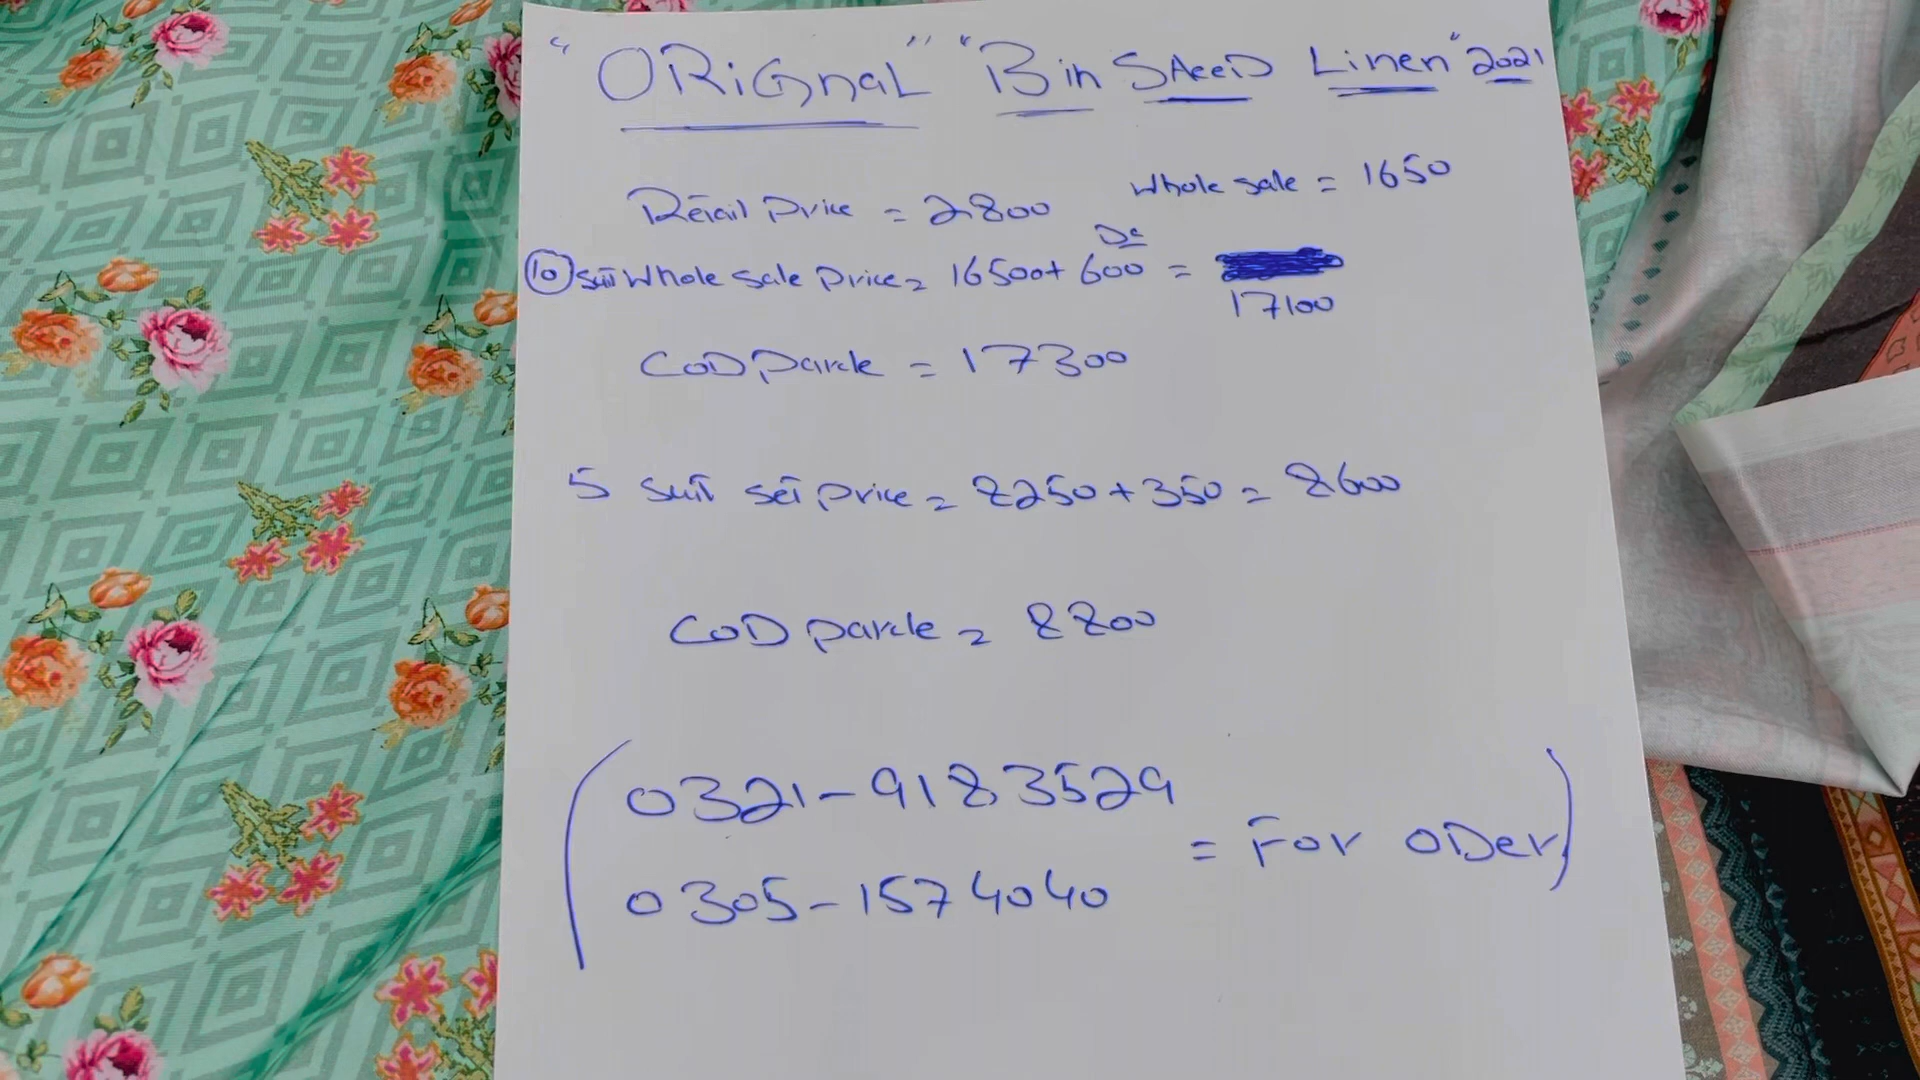 "ORiGnaL" "Bin SAeeD Linen" 2021
Retail Price = 2800
Whole sale = 1650
10 suit Whole sale Price = 16500 + 600 Dc =
17100
COD Parcle = 17300
5 Suit set price = 8250 + 350 = 8600
COD parcle = 8800
(0321-9183529
0305-1574040
= For ODer)